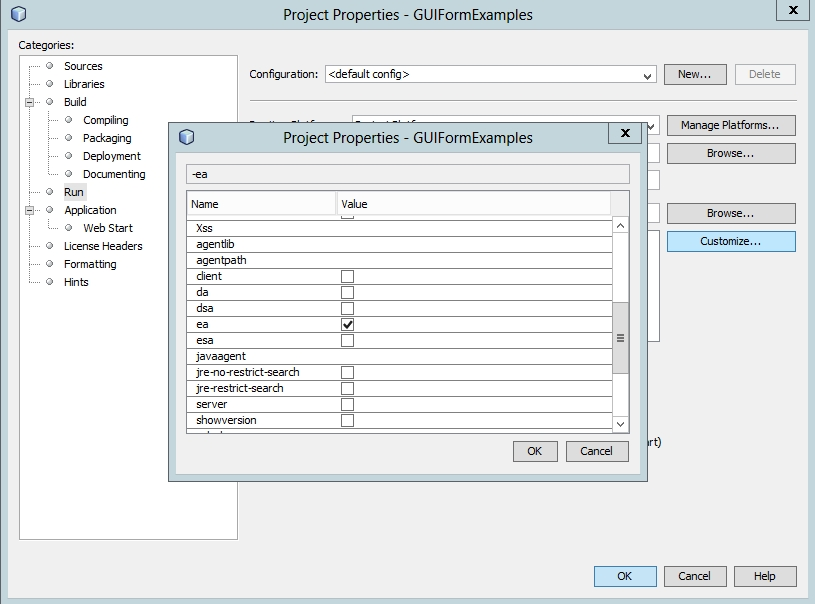 Project Properties - GUIFormExamples
Categories:
Sources
Libraries
Build
Compiling
Packaging
Deployment
Documenting
Run
Application
Web Start
License Headers
Formatting
Hints
Configuration: <default config>
New...
Delete
Manage Platforms...
Browse...
Browse...
Customize...
Project Properties - GUIFormExamples
-ea
Name Value
Xss
agentlib
agentpath
client
da
dsa
ea
esa
javaagent
jre-no-restrict-search
jre-restrict-search
server
showversion
OK Cancel
OK Cancel Help